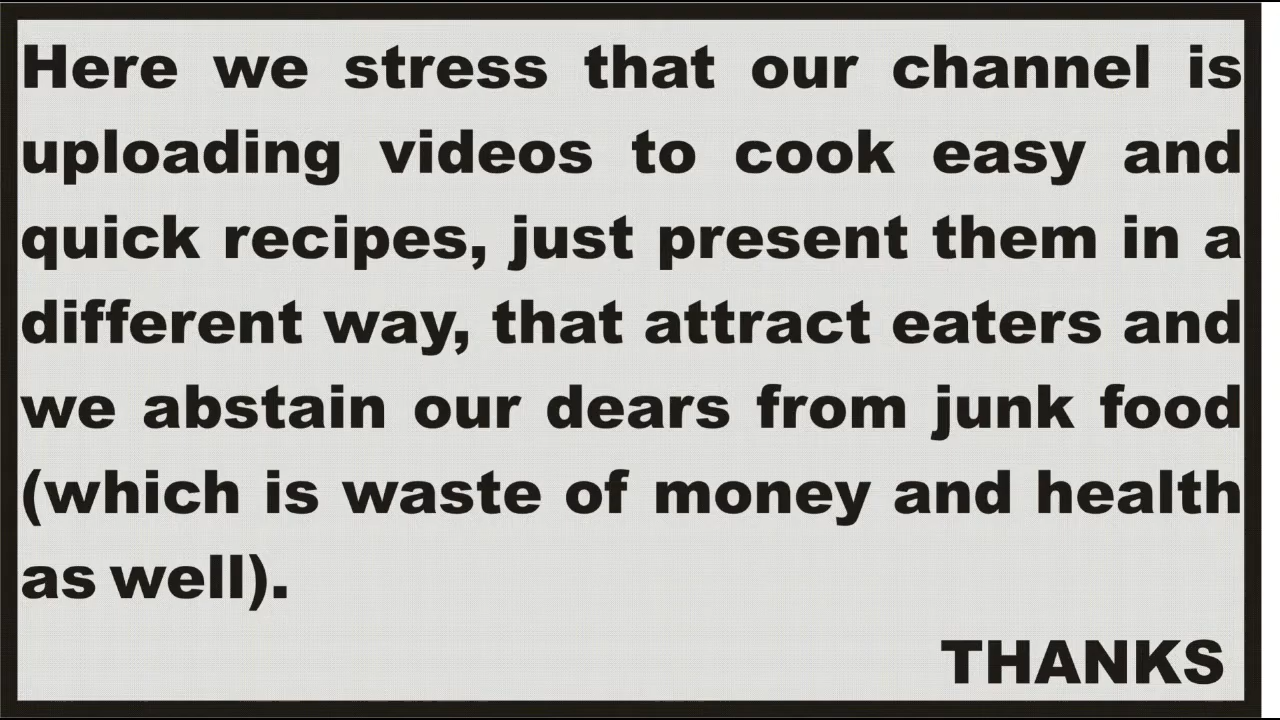 Here we stress that our channel is
uploading videos to cook easy and
quick recipes, just present them in a
different way, that attract eaters and
we abstain our dears from junk food
(which is waste of money and health
as well).
THANKS